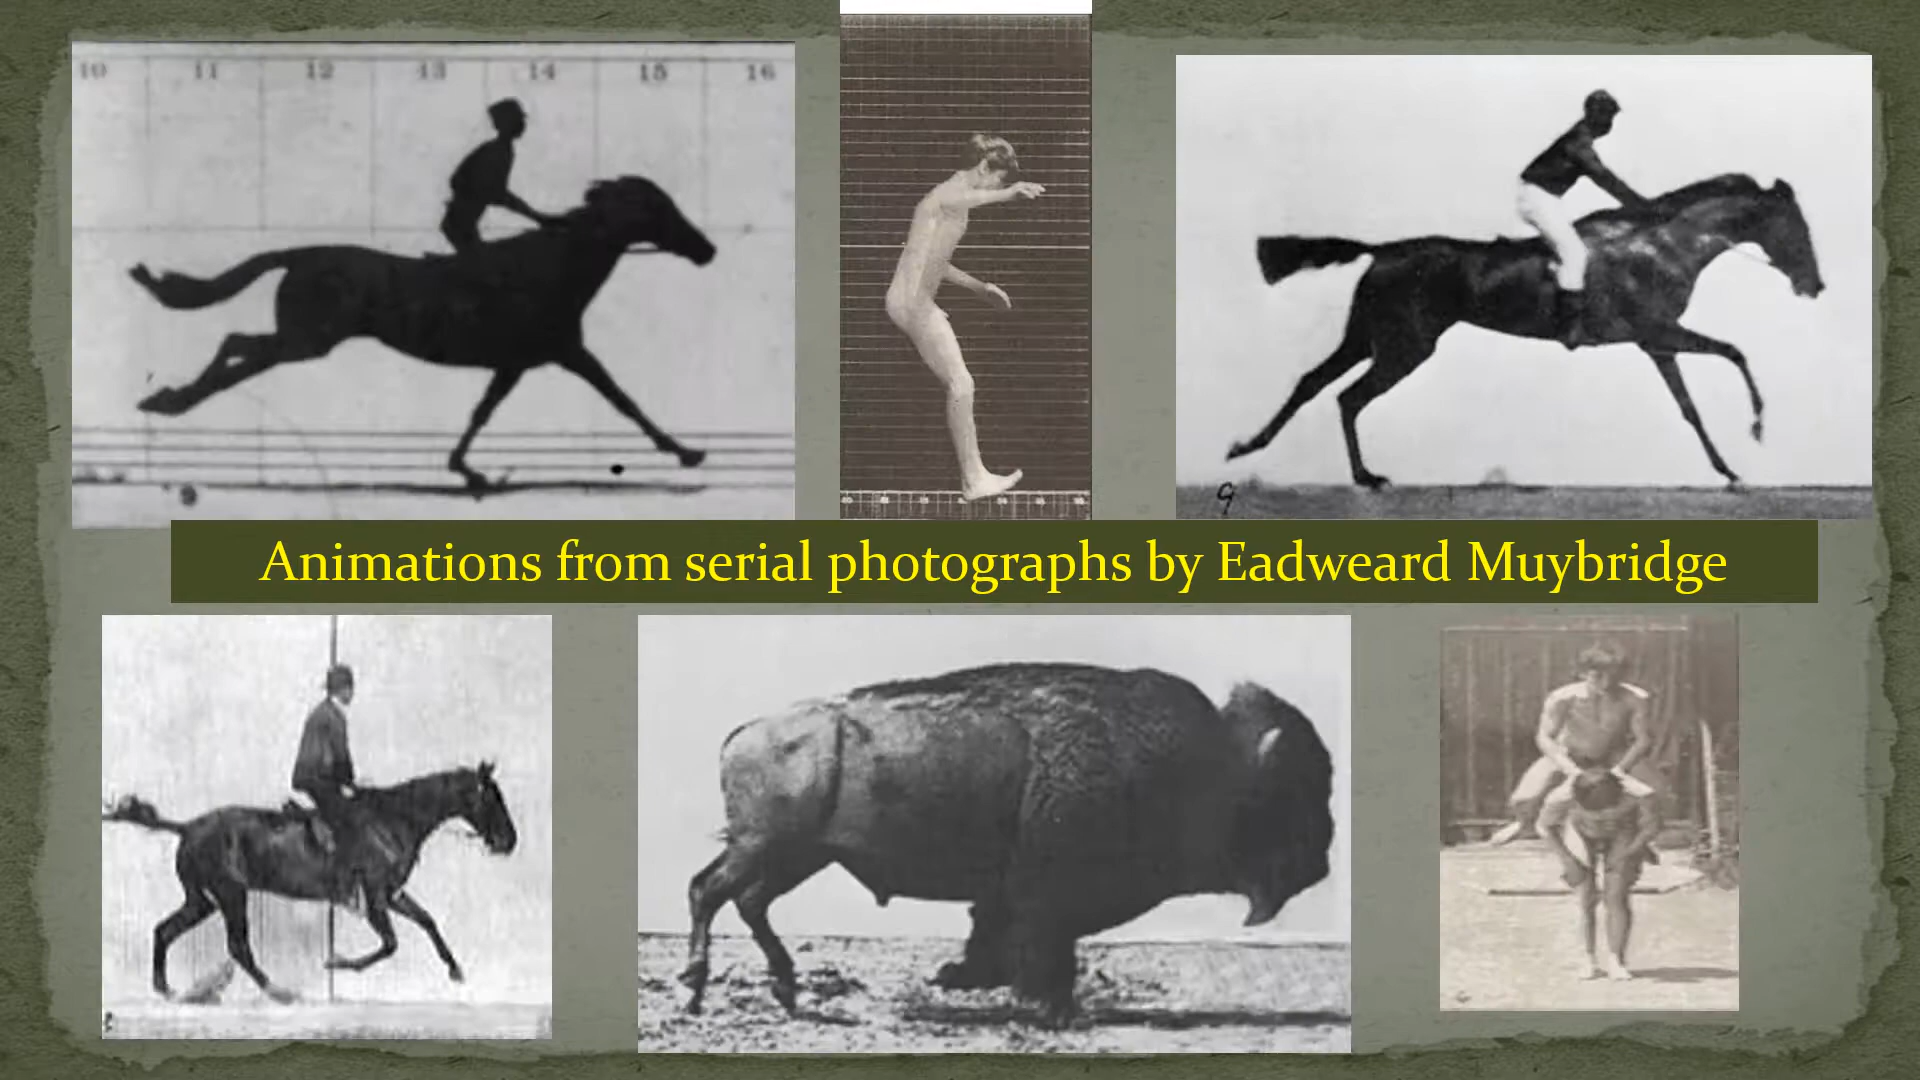 10 11 12 13 14 15 16
Animations from serial photographs by Eadweard Muybridge